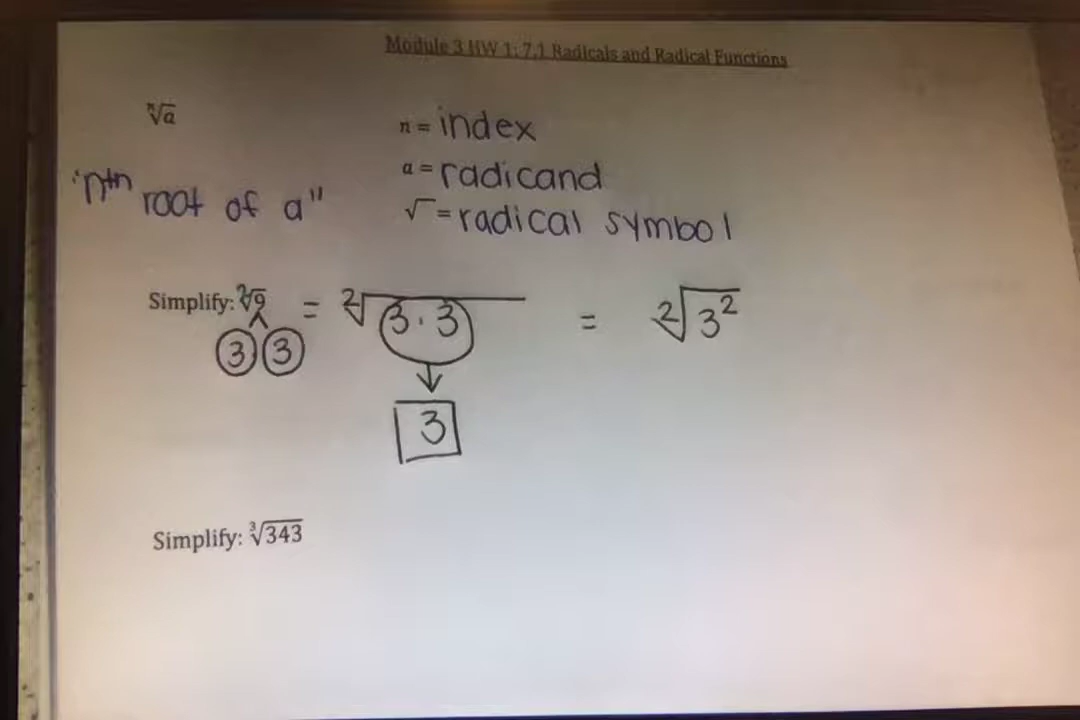 Module 3 HW 1: 7.1 Radicals and Radical Functions
ⁿ√a
n = index
a = radicand
"nth root of a"
√ = radical symbol
Simplify: ²√9 = ²√3 · 3 = ²√3²
3 3
3
Simplify: ³√343